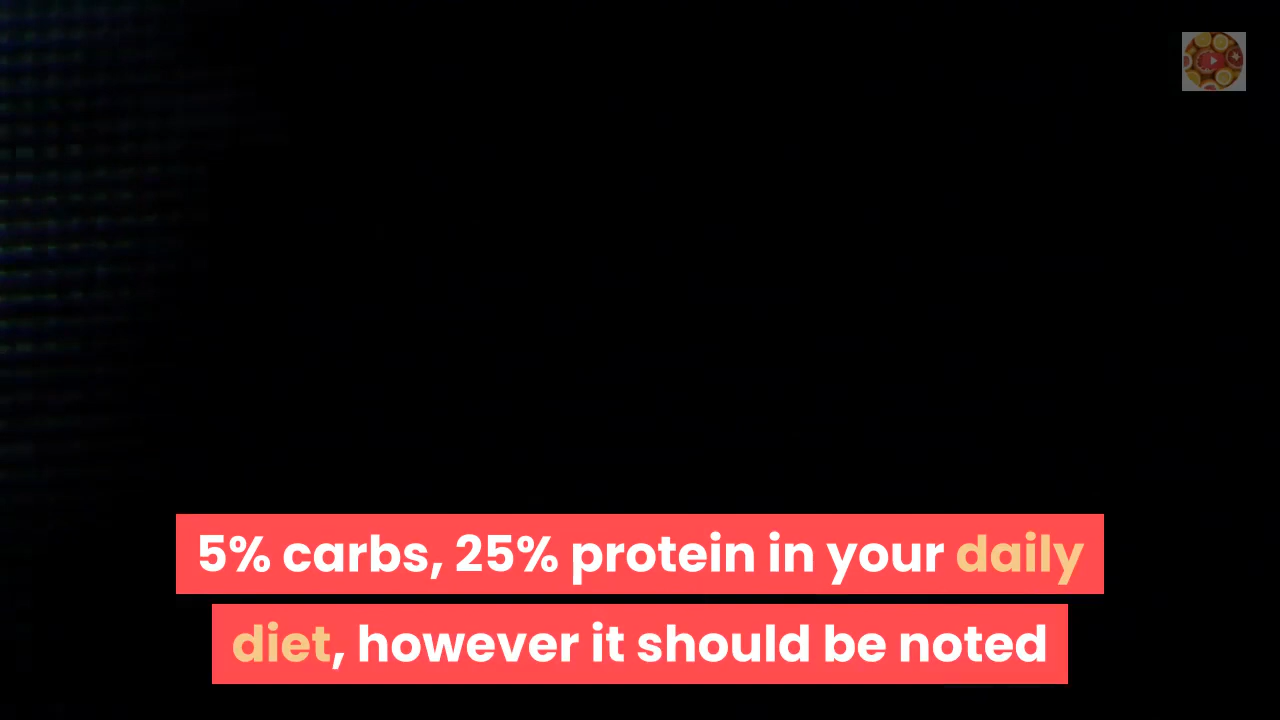 5% carbs, 25% protein in your daily
diet, however it should be noted